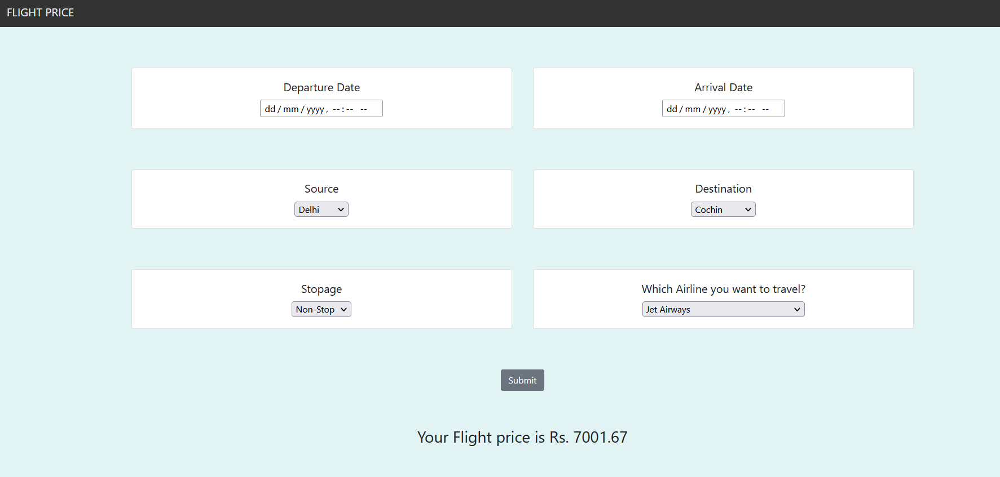 FLIGHT PRICE
Departure Date
dd / mm / yyyy , -- : -- --
Arrival Date
dd / mm / yyyy , -- : -- --
Source
Delhi
Destination
Cochin
Stopage
Non-Stop
Which Airline you want to travel?
Jet Airways
Submit
Your Flight price is Rs. 7001.67